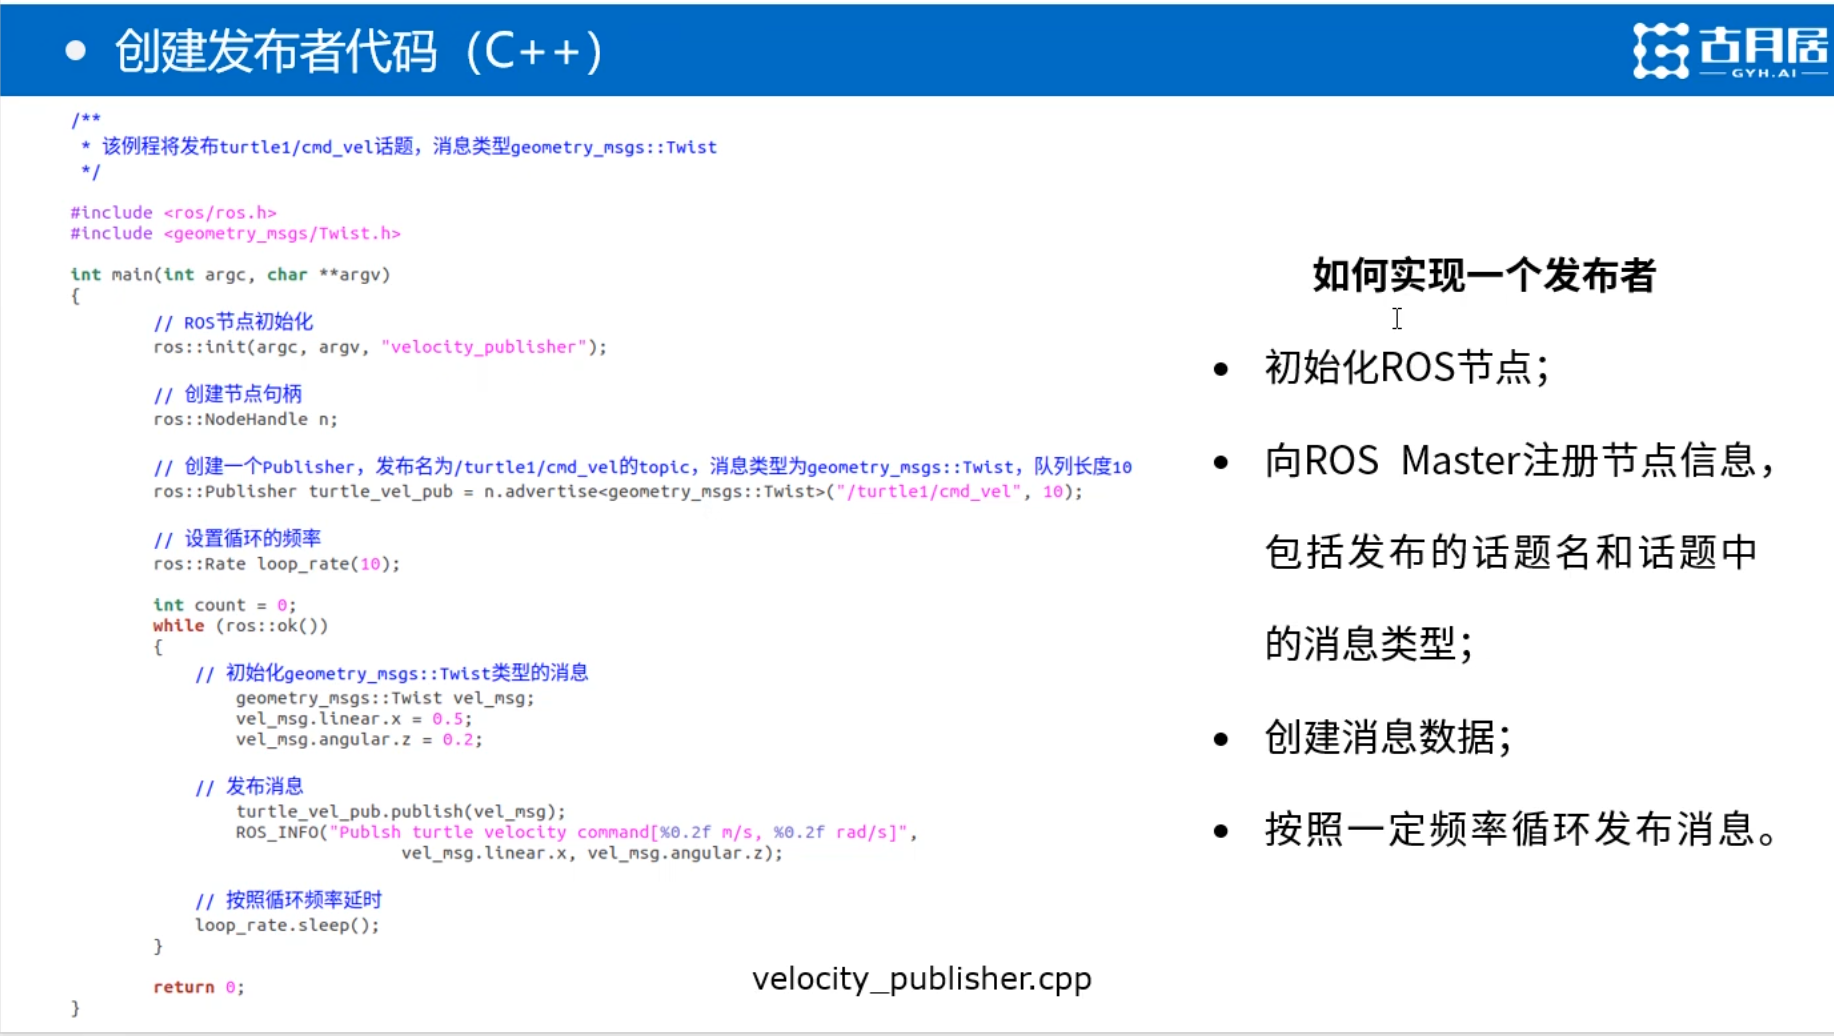 创建发布者代码（C++）
古月居
GYH.AI
/**
* 该例程将发布turtle1/cmd_vel话题，消息类型geometry_msgs::Twist
*/
#include <ros/ros.h>
#include <geometry_msgs/Twist.h>
int main(int argc, char **argv)
{
// ROS节点初始化
ros::init(argc, argv, "velocity_publisher");
// 创建节点句柄
ros::NodeHandle n;
// 创建一个Publisher，发布名为/turtle1/cmd_vel的topic，消息类型为geometry_msgs::Twist，队列长度10
ros::Publisher turtle_vel_pub = n.advertise<geometry_msgs::Twist>("/turtle1/cmd_vel", 10);
// 设置循环的频率
ros::Rate loop_rate(10);
int count = 0;
while (ros::ok())
{
// 初始化geometry_msgs::Twist类型的消息
geometry_msgs::Twist vel_msg;
vel_msg.linear.x = 0.5;
vel_msg.angular.z = 0.2;
// 发布消息
turtle_vel_pub.publish(vel_msg);
ROS_INFO("Publsh turtle velocity command[%0.2f m/s, %0.2f rad/s]",
vel_msg.linear.x, vel_msg.angular.z);
// 按照循环频率延时
loop_rate.sleep();
}
return 0;
}
velocity_publisher.cpp
如何实现一个发布者
初始化ROS节点；
向ROS Master注册节点信息，
包括发布的话题名和话题中
的消息类型；
创建消息数据；
按照一定频率循环发布消息。